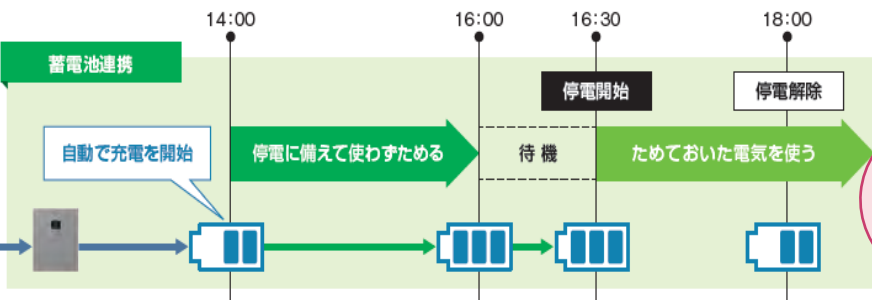 14:00
16:00
16:30
18:00
蓄電池連携
停電開始
停電解除
自動で充電を開始
停電に備えて使わずためる
待機
ためておいた電気を使う